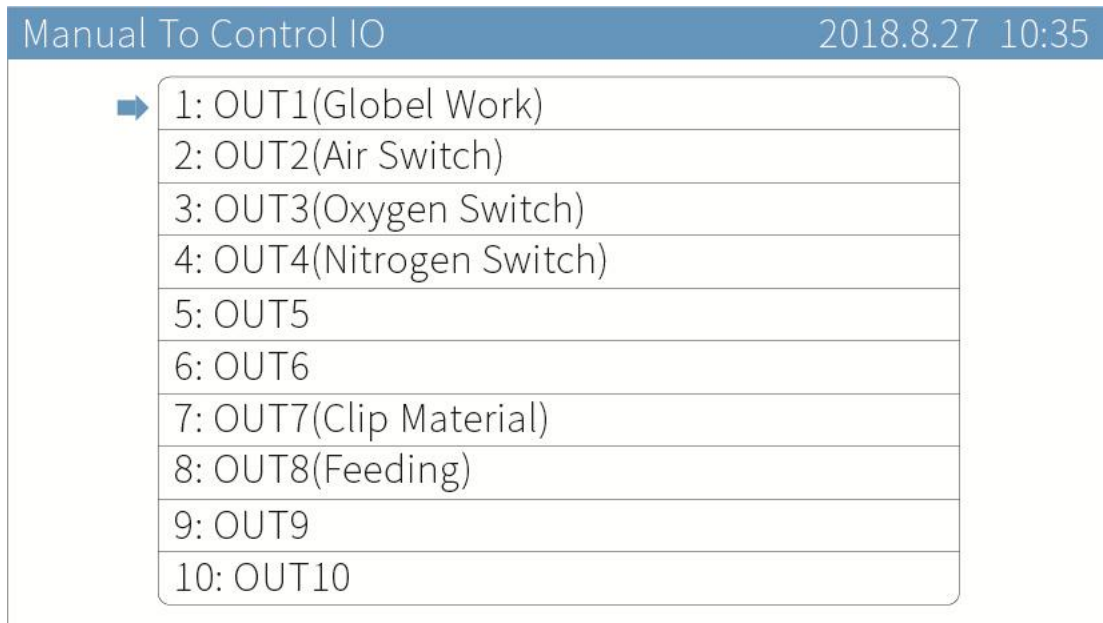 Manual To Control IO 2018.8.27 10:35
1: OUT1(Globel Work)
2: OUT2(Air Switch)
3: OUT3(Oxygen Switch)
4: OUT4(Nitrogen Switch)
5: OUT5
6: OUT6
7: OUT7(Clip Material)
8: OUT8(Feeding)
9: OUT9
10: OUT10